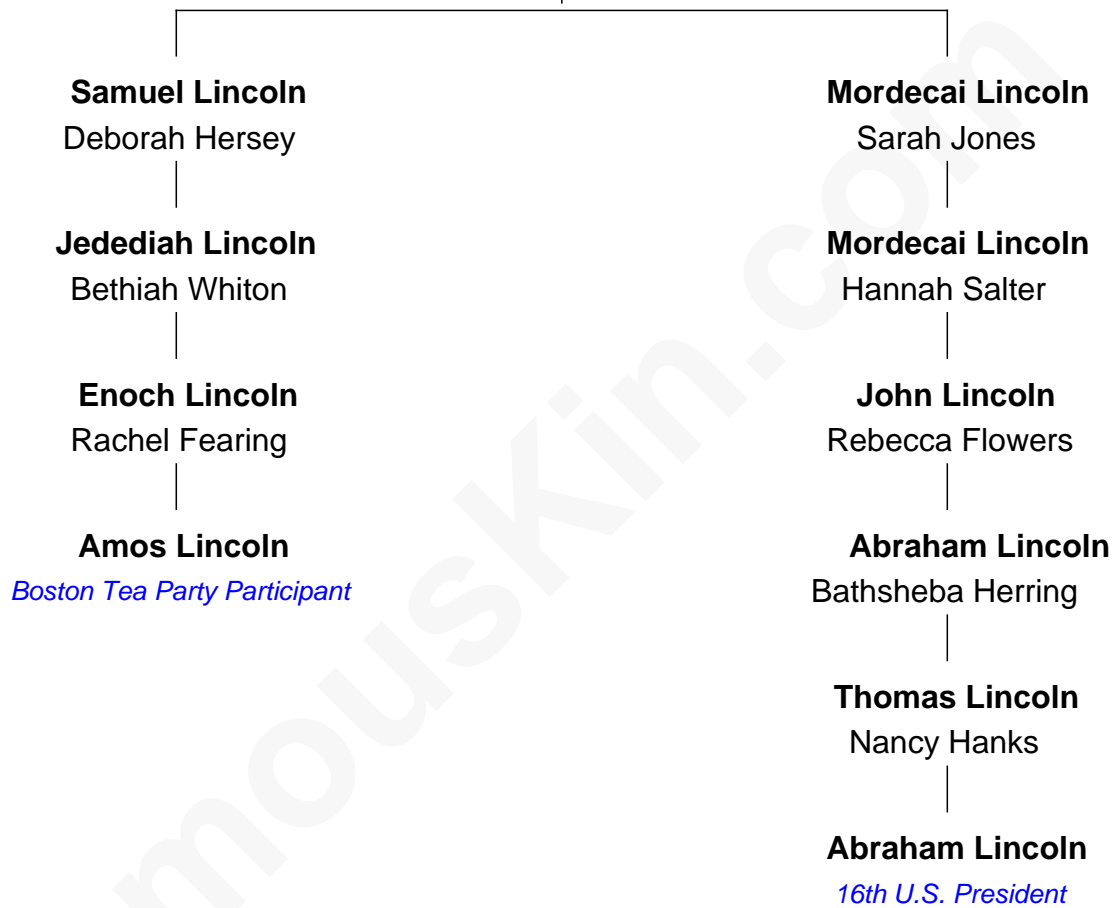 Samuel Lincoln
Deborah Hersey
Jedediah Lincoln
Bethiah Whiton
Enoch Lincoln
Rachel Fearing
Amos Lincoln
Boston Tea Party Participant
Mordecai Lincoln
Sarah Jones
Mordecai Lincoln
Hannah Salter
John Lincoln
Rebecca Flowers
Abraham Lincoln
Bathsheba Herring
Thomas Lincoln
Nancy Hanks
Abraham Lincoln
16th U.S. President
mousKin.com